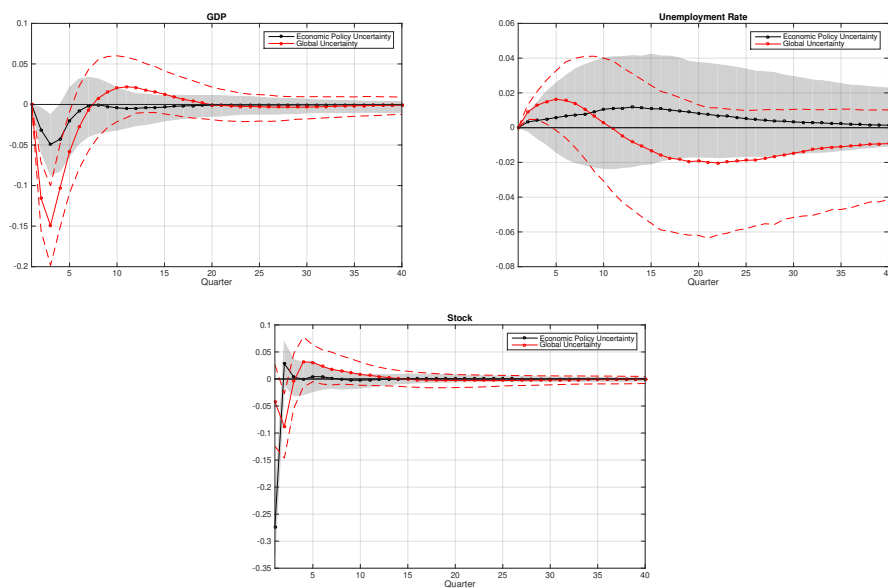 GDP
0.1
0.05
0
-0.05
-0.1
-0.15
-0.2
5 10 15 20 25 30 35 40
Quarter
Economic Policy Uncertainty
Global Uncertainty
Unemployment Rate
0.06
0.04
0.02
0
-0.02
-0.04
-0.06
-0.08
5 10 15 20 25 30 35 40
Quarter
Economic Policy Uncertainty
Global Uncertainty
Stock
0.1
0.05
0
-0.05
-0.1
-0.15
-0.2
-0.25
-0.3
-0.35
5 10 15 20 25 30 35 40
Quarter
Economic Policy Uncertainty
Global Uncertainty